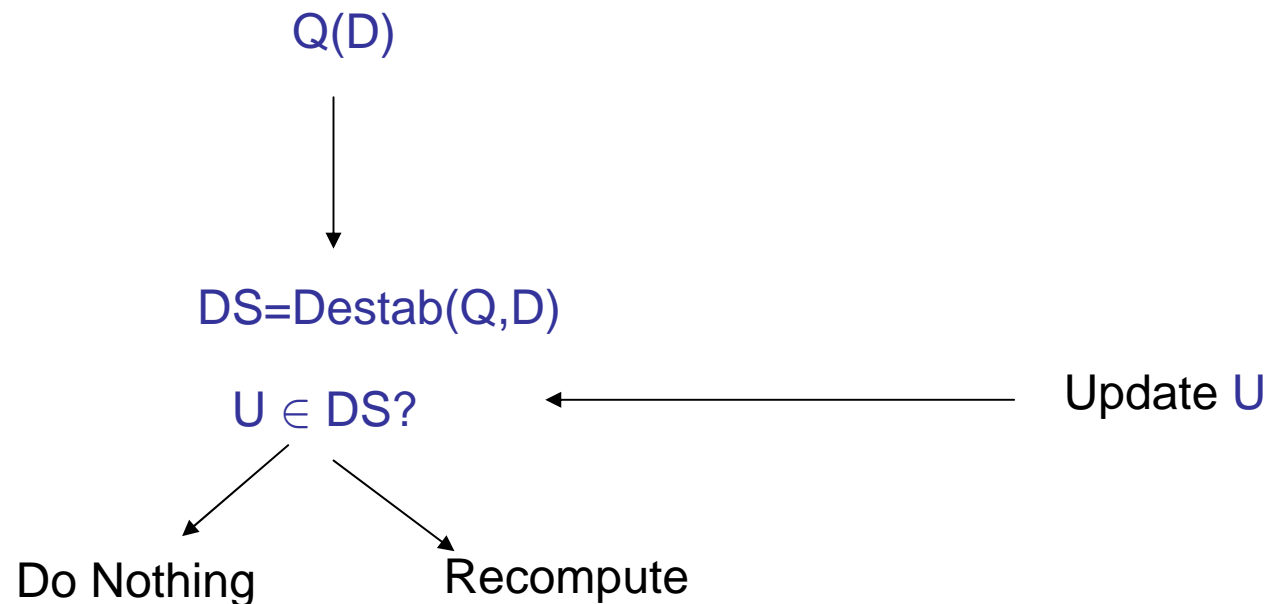 Q(D)
DS=Destab(Q,D)
U ∈ DS?
Update U
Do Nothing
Recompute